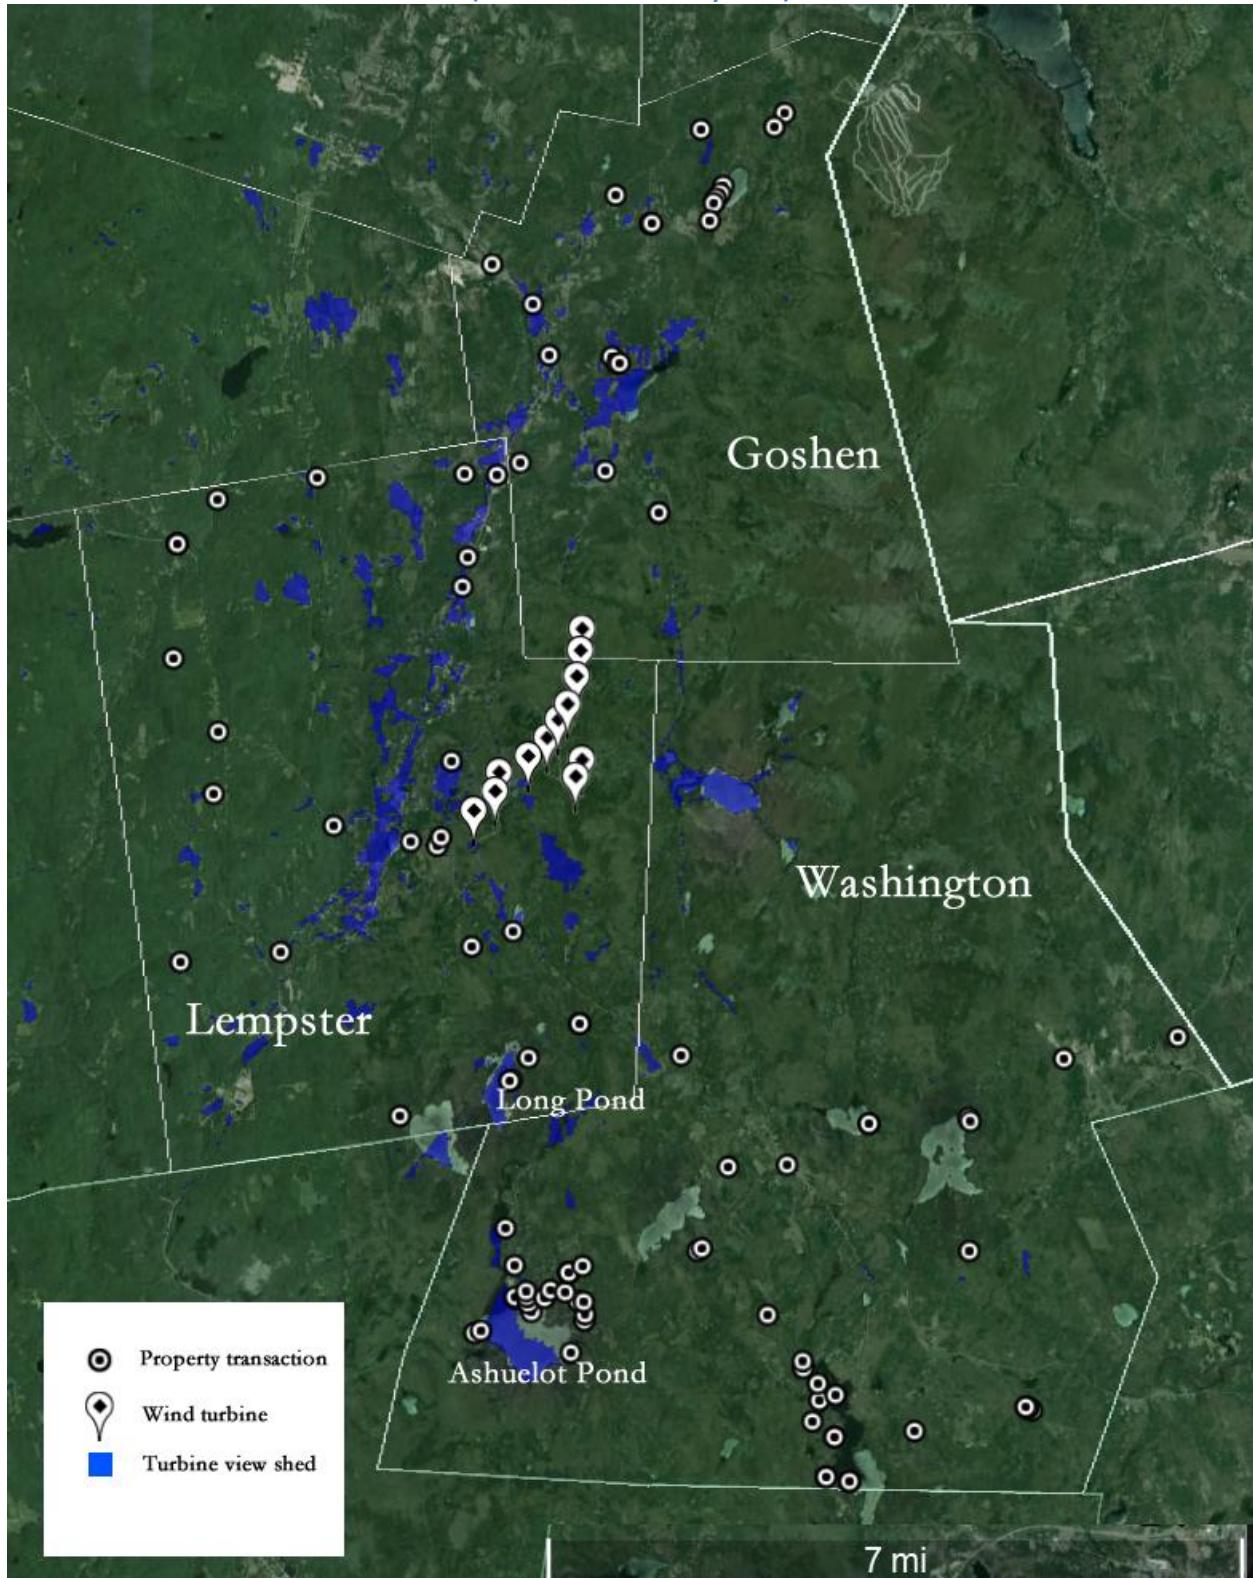 Goshen
Washington
Lempster
Long Pond
Ashuelot Pond
Property transaction
Wind turbine
Turbine view shed
7 mi